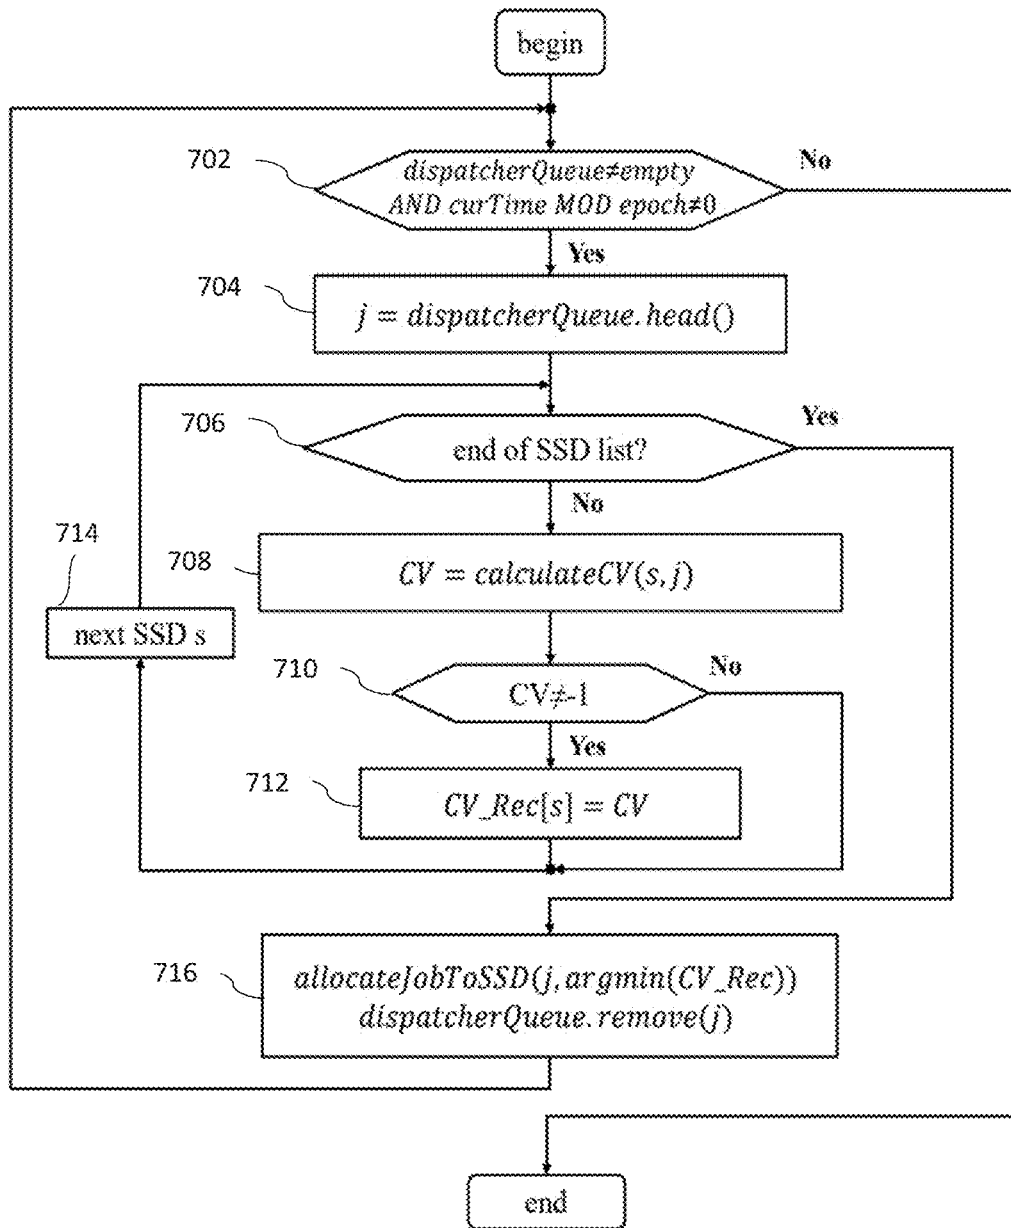 begin
702
No
dispatcherQueue≠empty
AND curTime MOD epoch≠0
Yes
704
j = dispatcherQueue.head()
706
Yes
end of SSD list?
No
714
708
CV = calculateCV(s,j)
next SSD s
710
No
CV≠-1
Yes
712
CV_Rec[s] = CV
716
allocateJobToSSD(j,argmin(CV_Rec))
dispatcherQueue.remove(j)
end